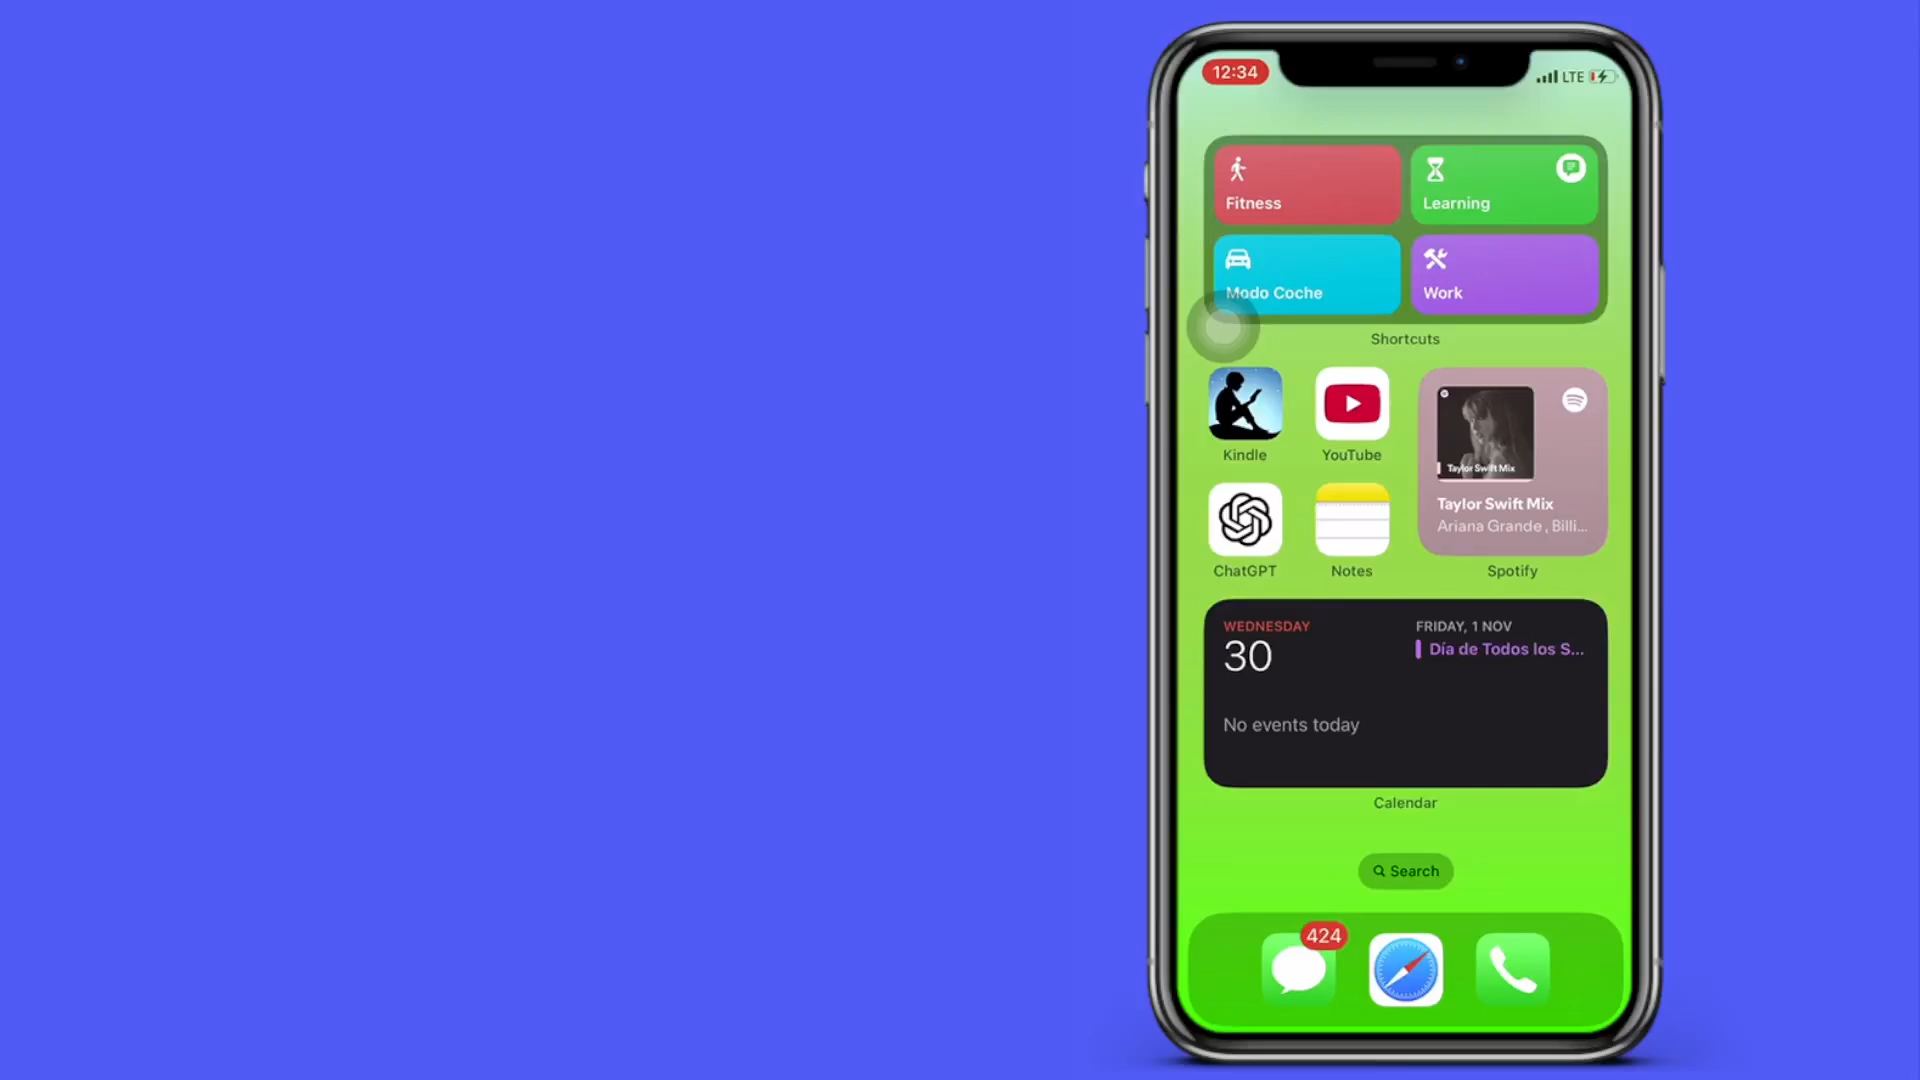 12:34
LTE
Fitness
Learning
Modo Coche
Work
Shortcuts
Kindle
YouTube
Taylor Swift Mix
Taylor Swift Mix
Ariana Grande, Billi...
ChatGPT
Notes
Spotify
WEDNESDAY
30
No events today
FRIDAY, 1 NOV
Día de Todos los S...
Calendar
Search
424